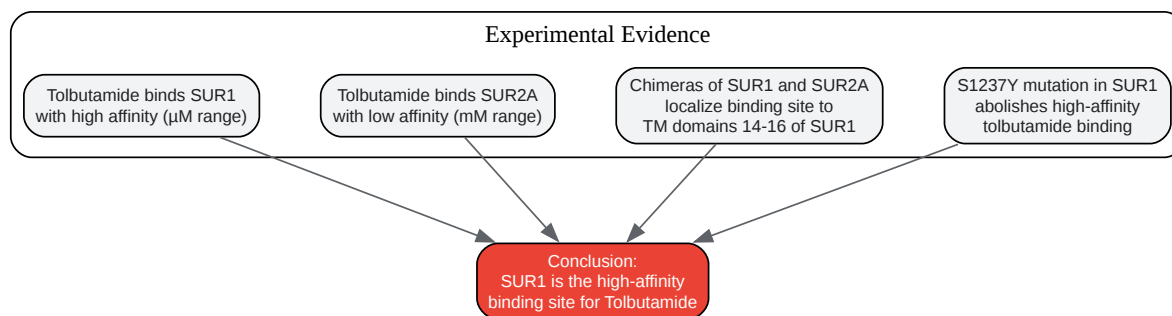 Experimental Evidence
Tolbutamide binds SUR1
with high affinity (µM range)
Tolbutamide binds SUR2A
with low affinity (mM range)
Chimeras of SUR1 and SUR2A
localize binding site to
TM domains 14-16 of SUR1
S1237Y mutation in SUR1
abolishes high-affinity
tolbutamide binding
Conclusion:
SUR1 is the high-affinity
binding site for Tolbutamide